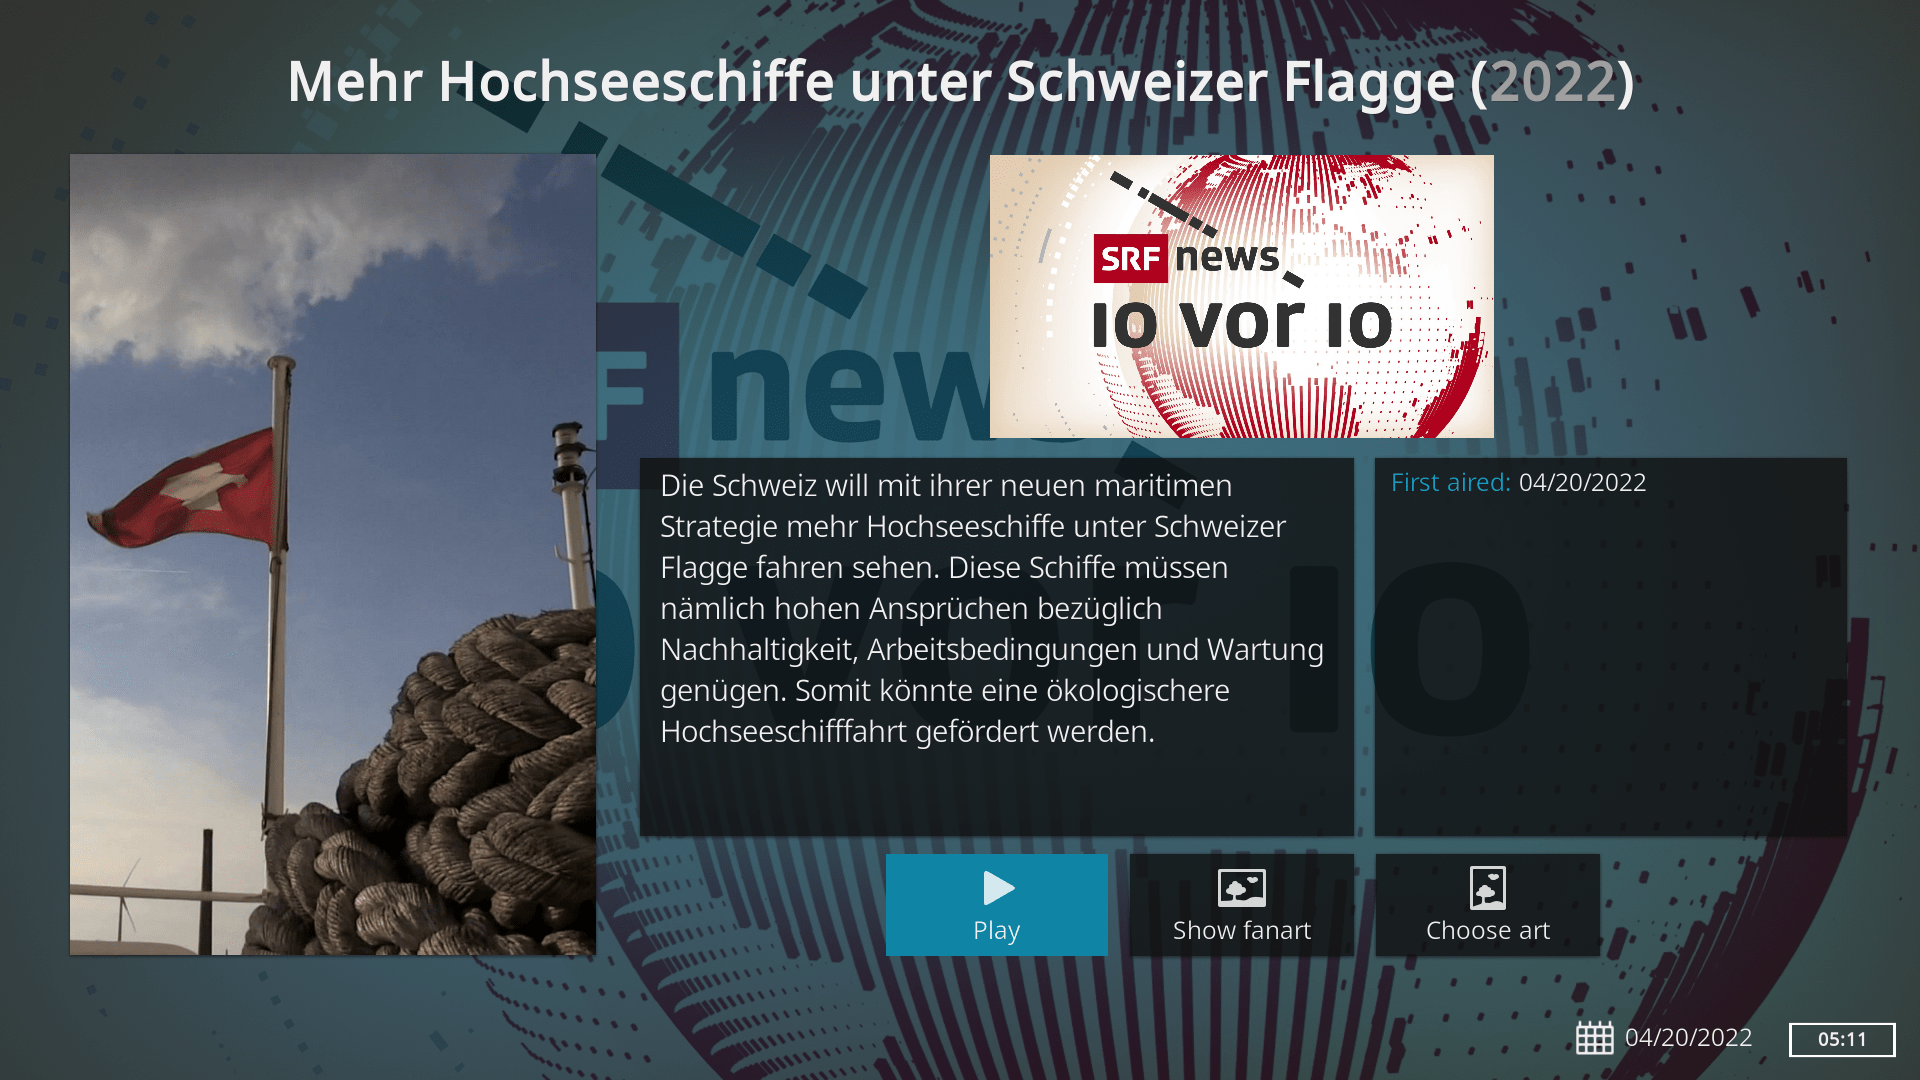 Mehr Hochseeschiffe unter Schweizer Flagge (2022)
SRF news
10 vor 10
F news
o vor 10
Die Schweiz will mit ihrer neuen maritimen
Strategie mehr Hochseeschiffe unter Schweizer
Flagge fahren sehen. Diese Schiffe müssen
nämlich hohen Ansprüchen bezüglich
Nachhaltigkeit, Arbeitsbedingungen und Wartung
genügen. Somit könnte eine ökologischere
Hochseeschifffahrt gefördert werden.
First aired: 04/20/2022
Play
Show fanart
Choose art
04/20/2022
05:11